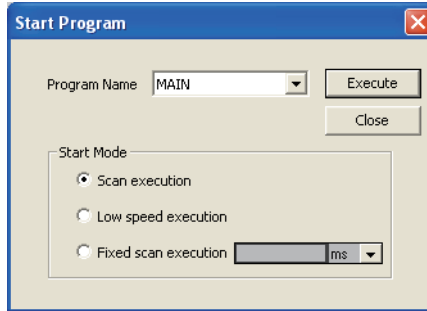 Start Program
Program Name MAIN Execute
Close
Start Mode
Scan execution
Low speed execution
Fixed scan execution ms